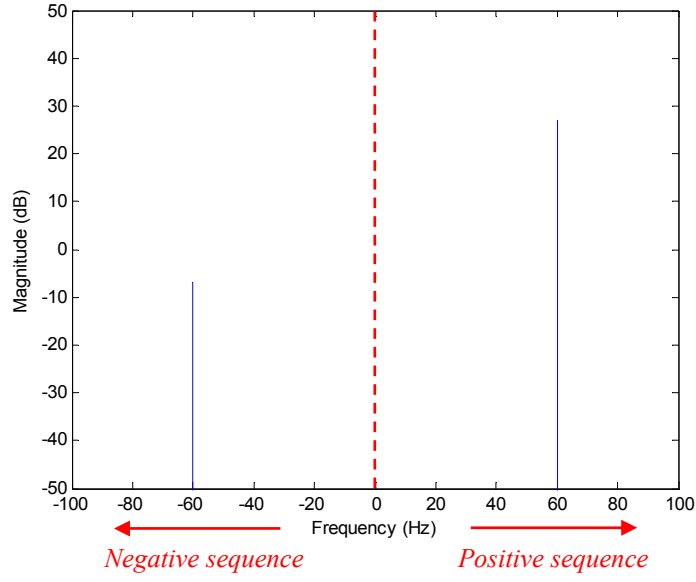 50
40
30
20
10
0
-10
-20
-30
-40
-50
Magnitude (dB)
-100 -80 -60 -40 -20 0 20 40 60 80 100
Frequency (Hz)
Negative sequence
Positive sequence